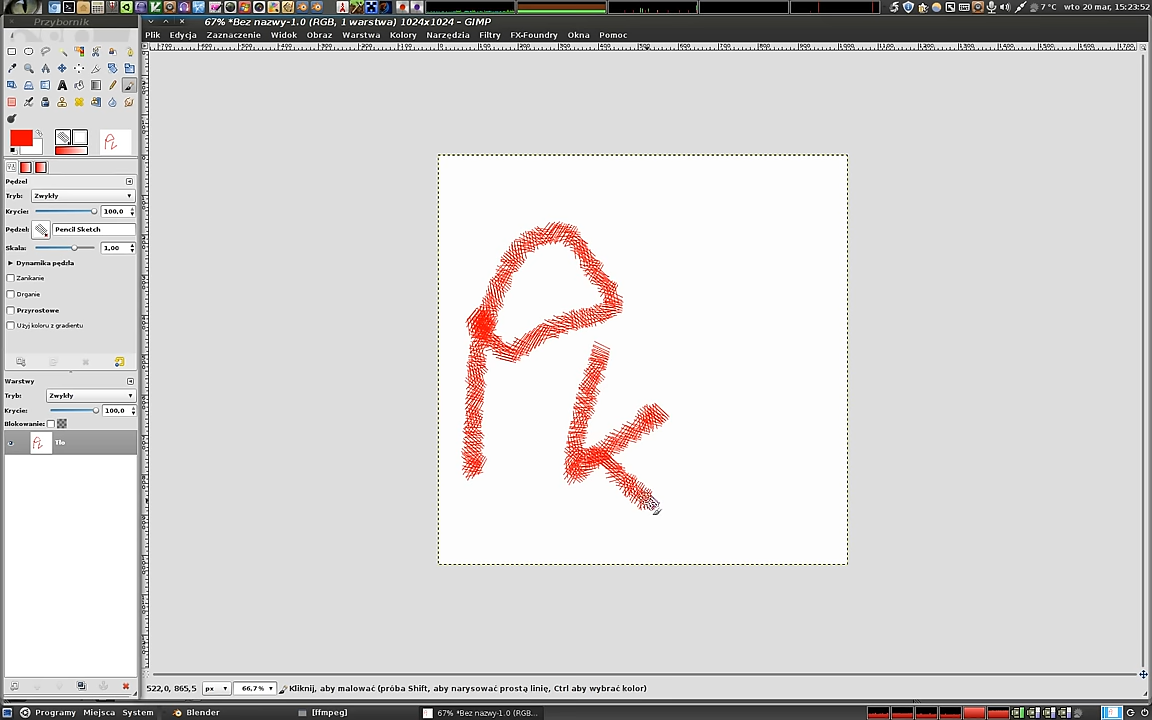 7 °C wto 20 mar, 15:23:52
Przybornik
67% *Bez nazwy-1.0 (RGB, 1 warstwa) 1024x1024 – GIMP
Plik Edycja Zaznaczenie Widok Obraz Warstwa Kolory Narzędzia Filtry FX-Foundry Okna Pomoc
Pędzel
Tryb: Zwykły
Krycie: 100,0
Pędzel: Pencil Sketch
Skala: 1,00
Dynamika pędzla
Zanikanie
Drganie
Przyrostowe
Użyj koloru z gradientu
Pk
Warstwy
Tryb: Zwykły
Krycie: 100,0
Blokowanie:
Tło
522,0, 865,5 px 66,7% Kliknij, aby malować (próba Shift, aby narysować prostą linię, Ctrl aby wybrać kolor)
Programy Miejsca System Blender [ffmpeg] 67% *Bez nazwy-1.0 (RGB...